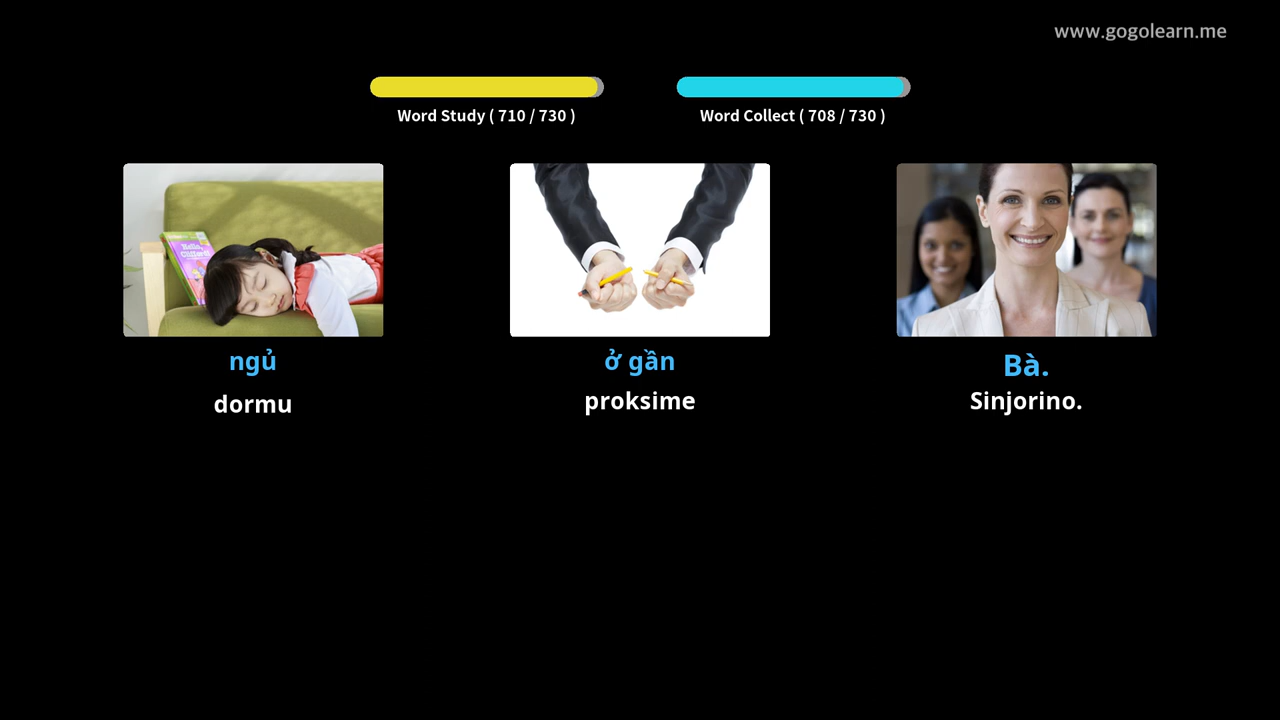 www.gogolearn.me
Word Study ( 710 / 730 )
Word Collect ( 708 / 730 )
ngủ
ở gần
Bà.
dormu
proksime
Sinjorino.